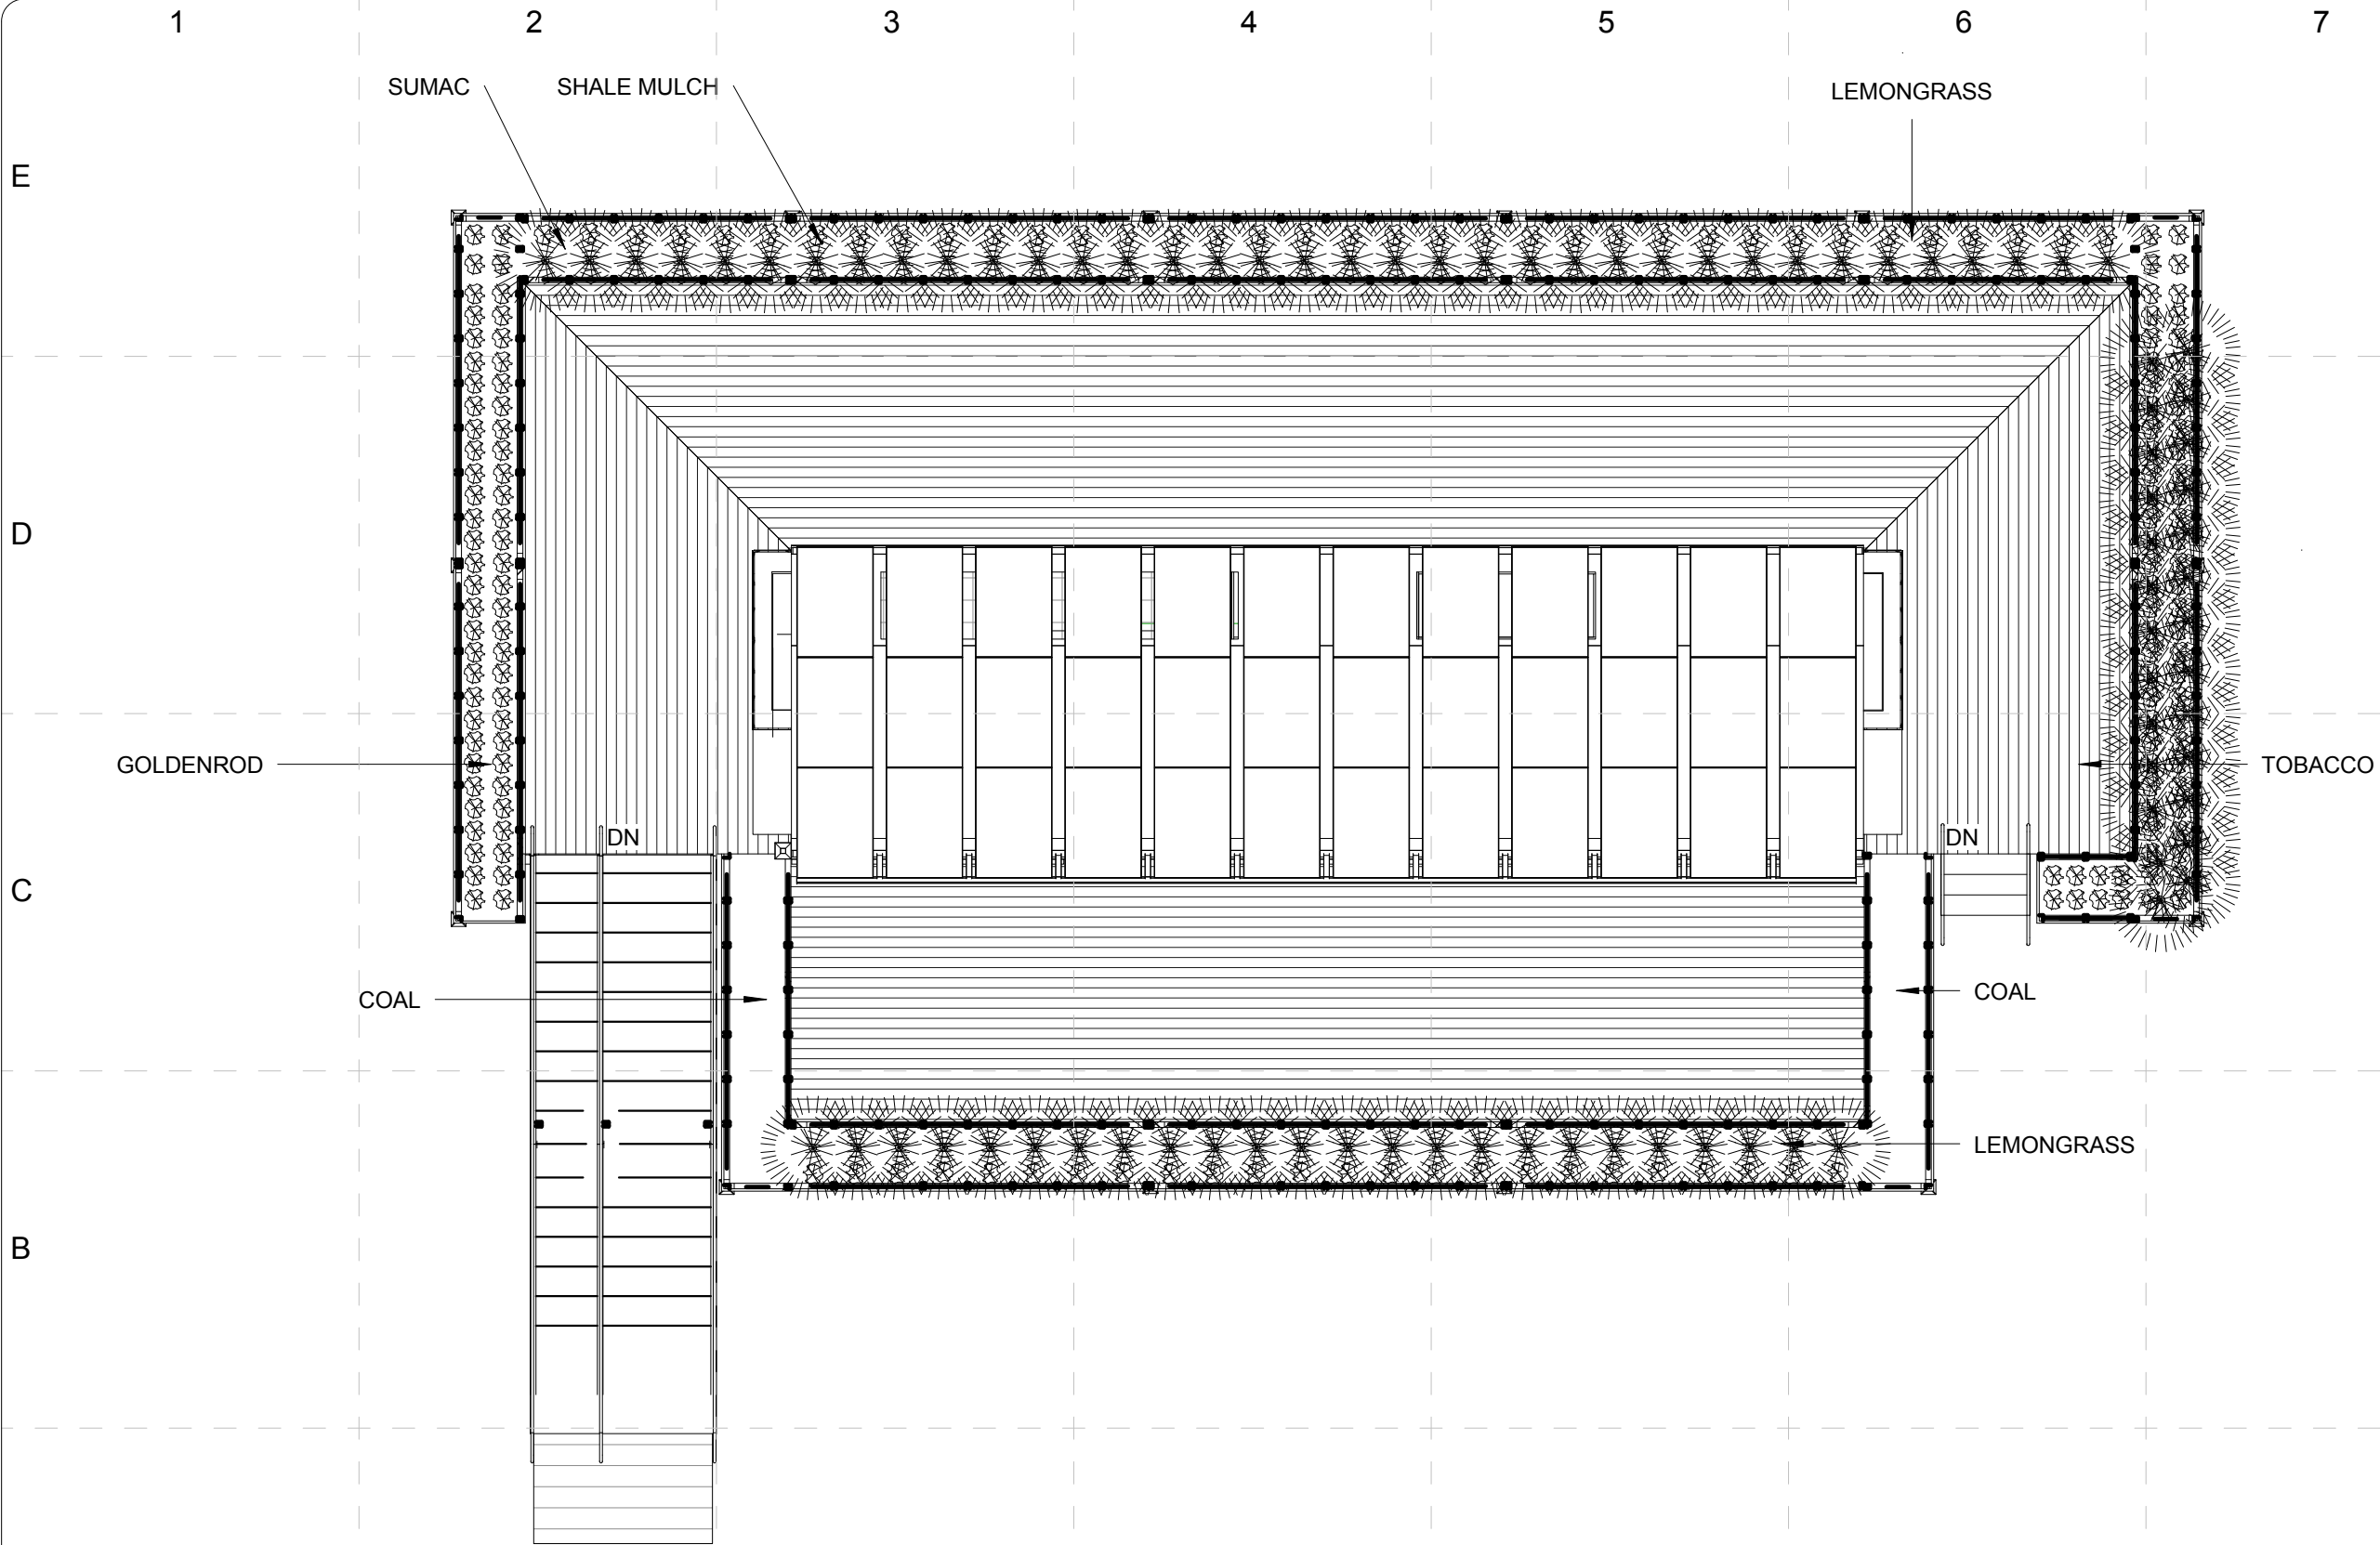 1 2 3 4 5 6 7
SUMAC SHALE MULCH LEMONGRASS
E
D
GOLDENROD TOBACCO
DN DN
C
COAL COAL
LEMONGRASS
B